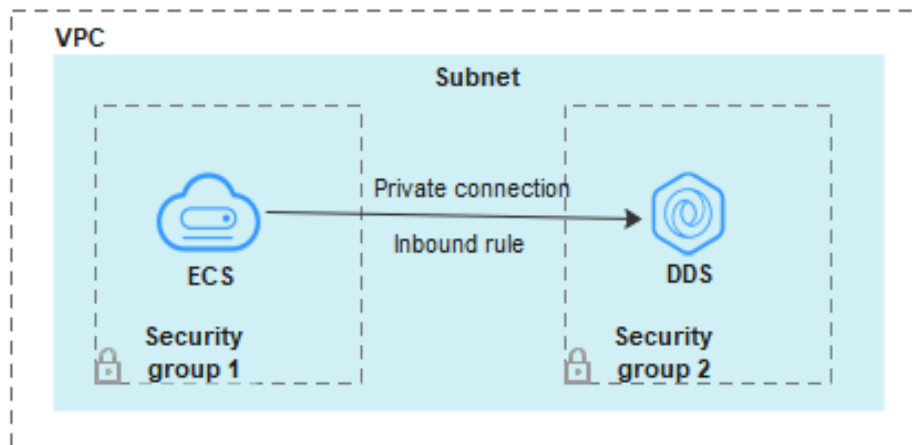 VPC
Subnet
Private connection
Inbound rule
ECS
DDS
Security
group 1
Security
group 2